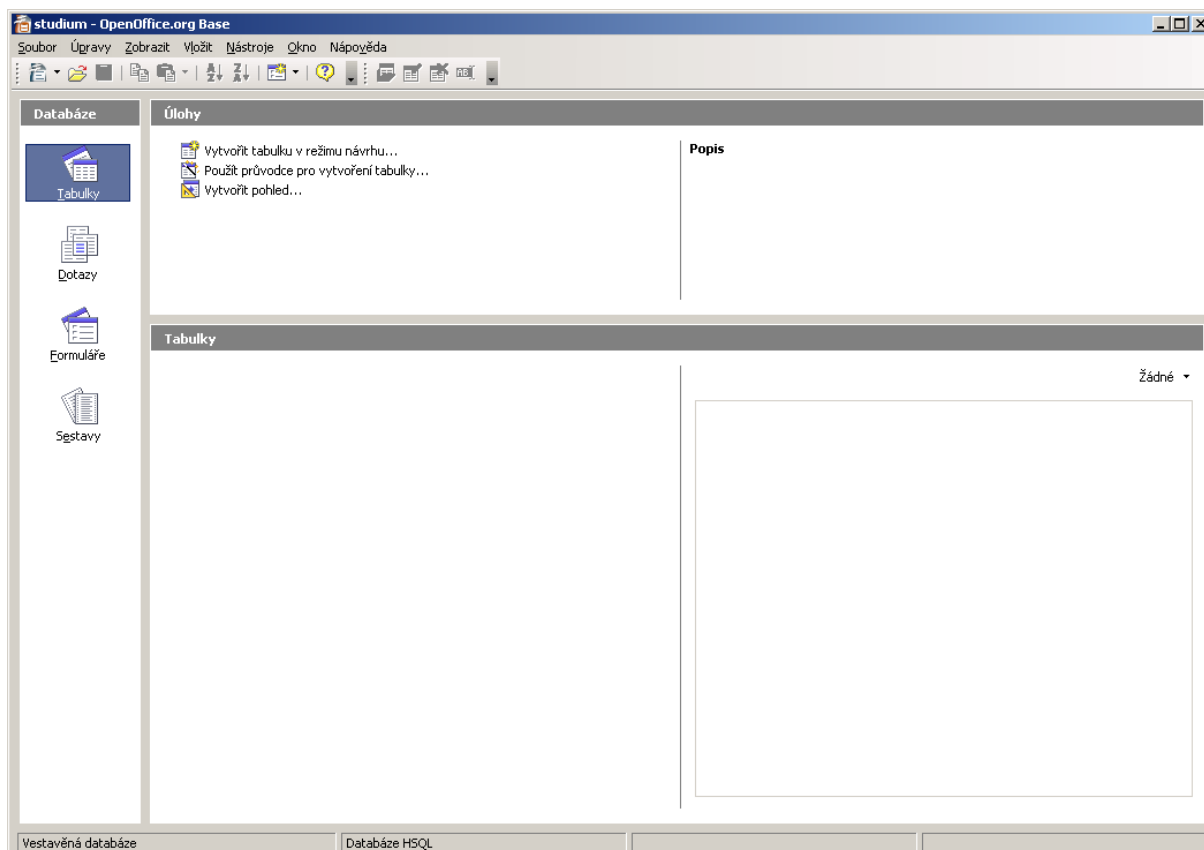 studium - OpenOffice.org Base
Soubor Úpravy Zobrazit Vložit Nástroje Okno Nápověda
Databáze
Úlohy
Tabulky
Dotazy
Formuláře
Sestavy
Vytvořit tabulku v režimu návrhu...
Použít průvodce pro vytvoření tabulky...
Vytvořit pohled...
Popis
Tabulky
Žádné
Vestavěná databáze
Databáze HSQL